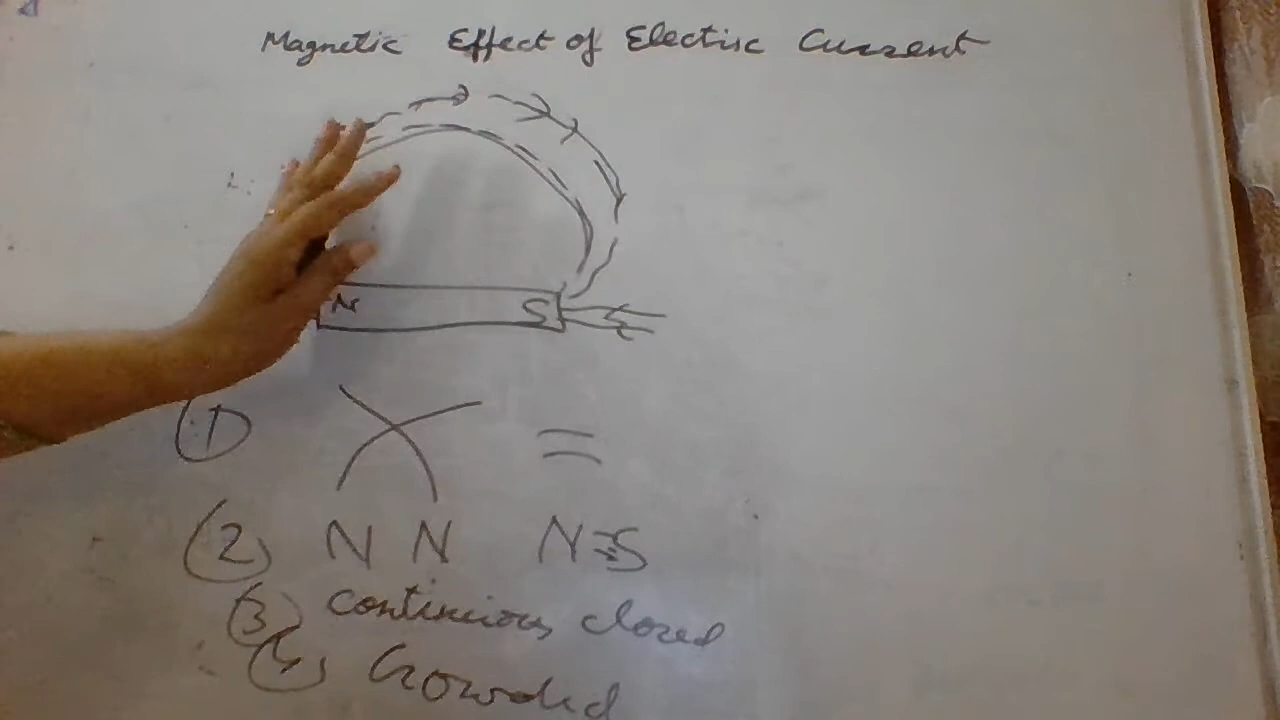 Magnetic Effect of Electric Current
N S
①
② N N N S
③ continuous closed
④ Crowded